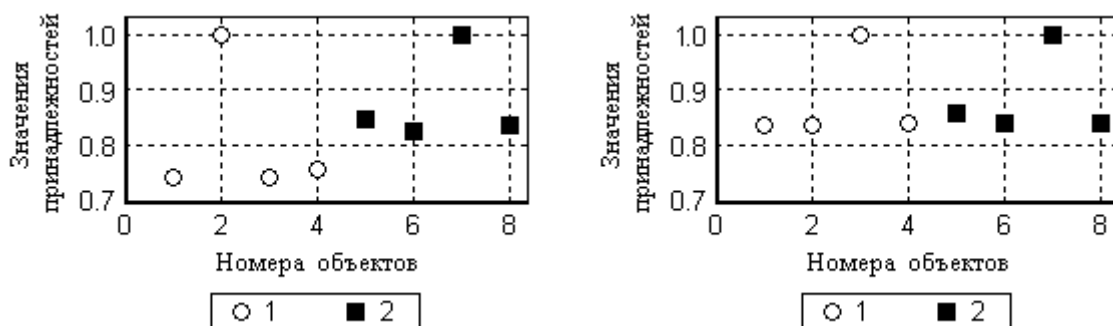 Значения
принадлежностей
1.0
0.9
0.8
0.7
0 2 4 6 8
Номера объектов
1 2
Значения
принадлежностей
1.0
0.9
0.8
0.7
0 2 4 6 8
Номера объектов
1 2